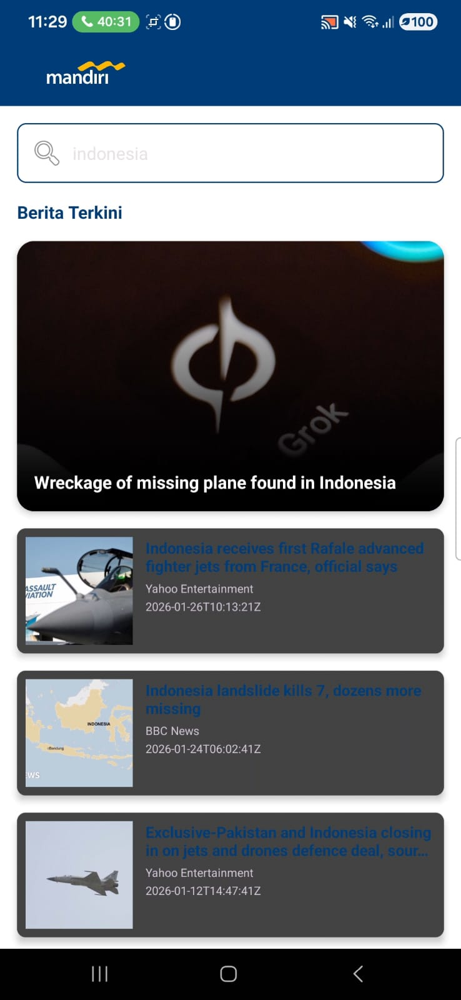 11:29
40:31
100
mandiri
indonesia
Berita Terkini
Grok
Wreckage of missing plane found in Indonesia
ASSAULT
VIATION
Indonesia receives first Rafale advanced
fighter jets from France, official says
Yahoo Entertainment
2026-01-26T10:13:21Z
INDONESIA
Bandung
WS
Indonesia landslide kills 7, dozens more
missing
BBC News
2026-01-24T06:02:41Z
Exclusive-Pakistan and Indonesia closing
in on jets and drones defence deal, sour...
Yahoo Entertainment
2026-01-12T14:47:41Z